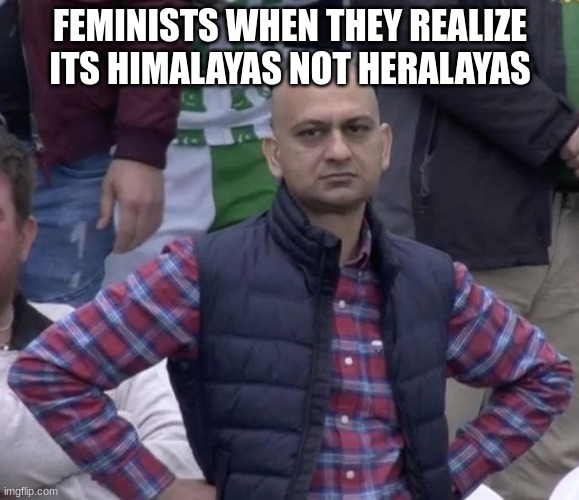 FEMINISTS WHEN THEY REALIZE
ITS HIMALAYAS NOT HERALAYAS
imgflip.com